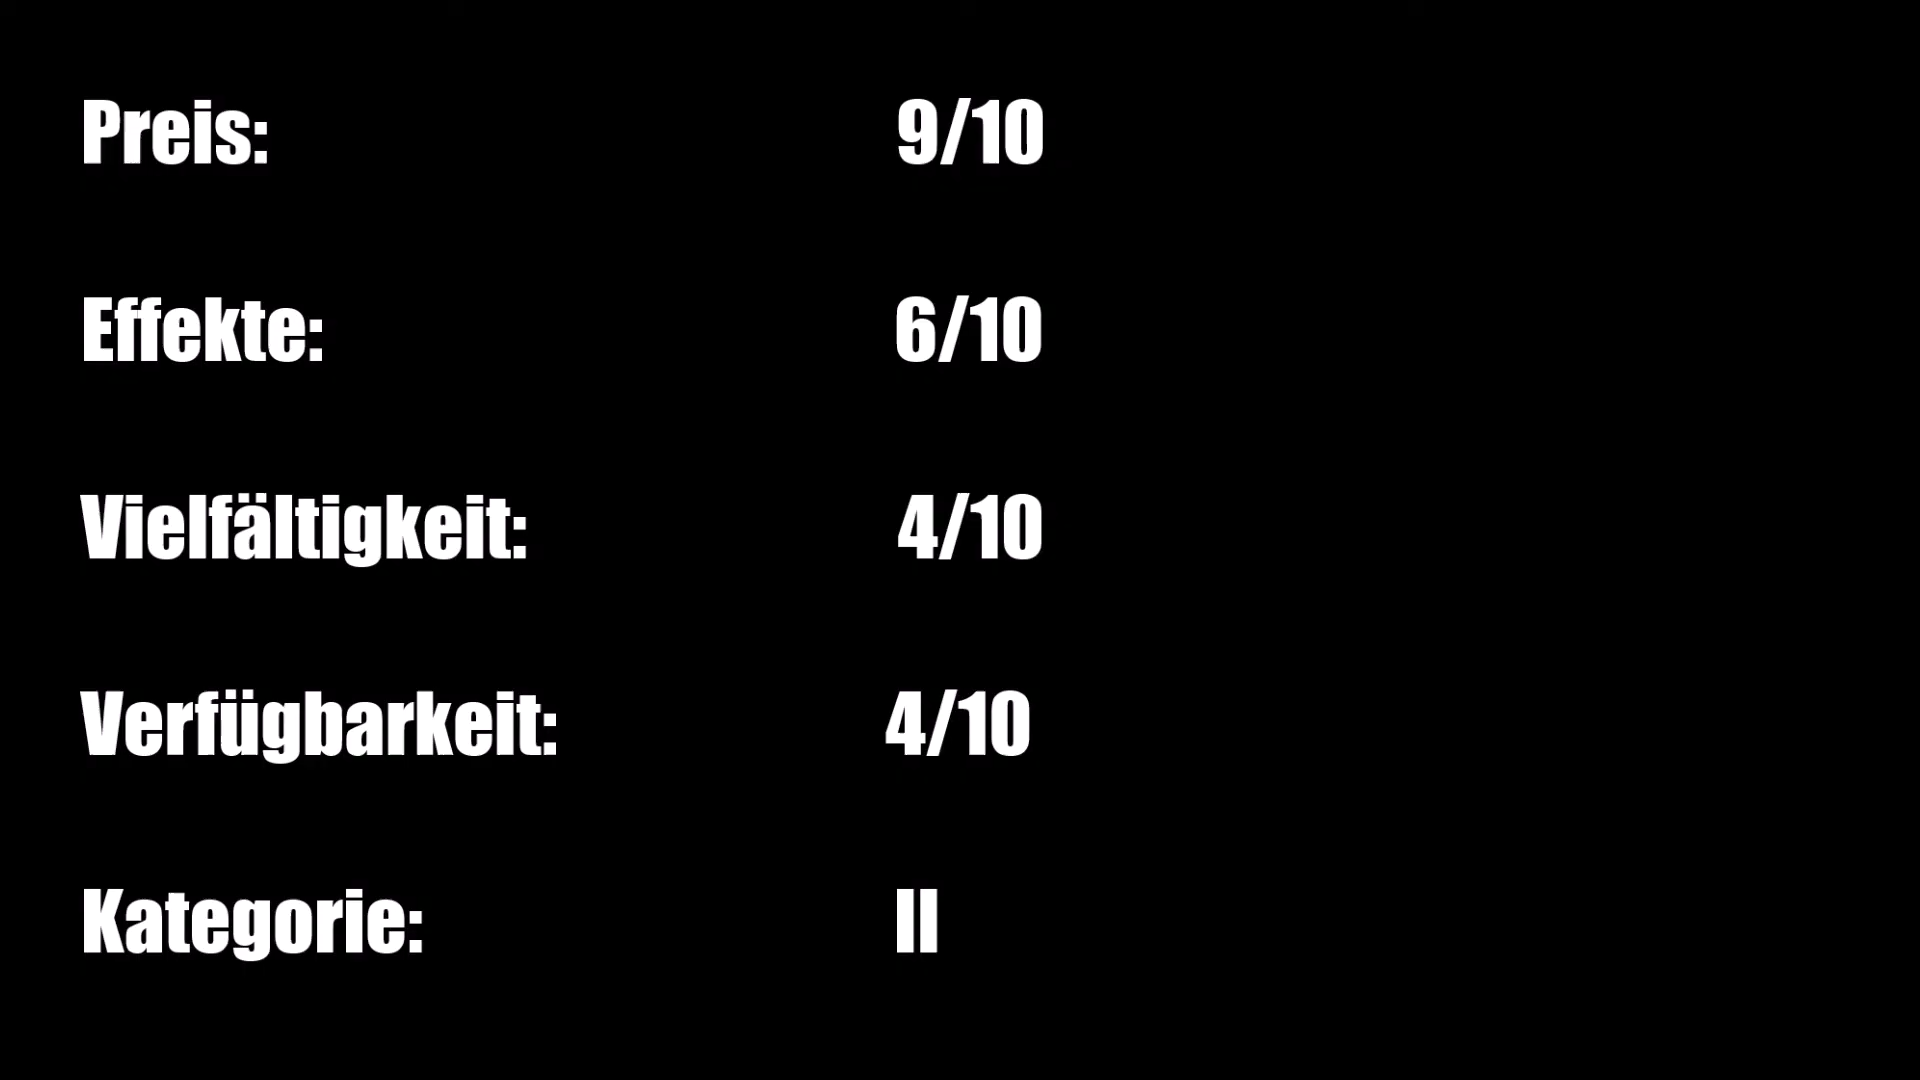 Preis: 9/10
Effekte: 6/10
Vielfältigkeit: 4/10
Verfügbarkeit: 4/10
Kategorie: II